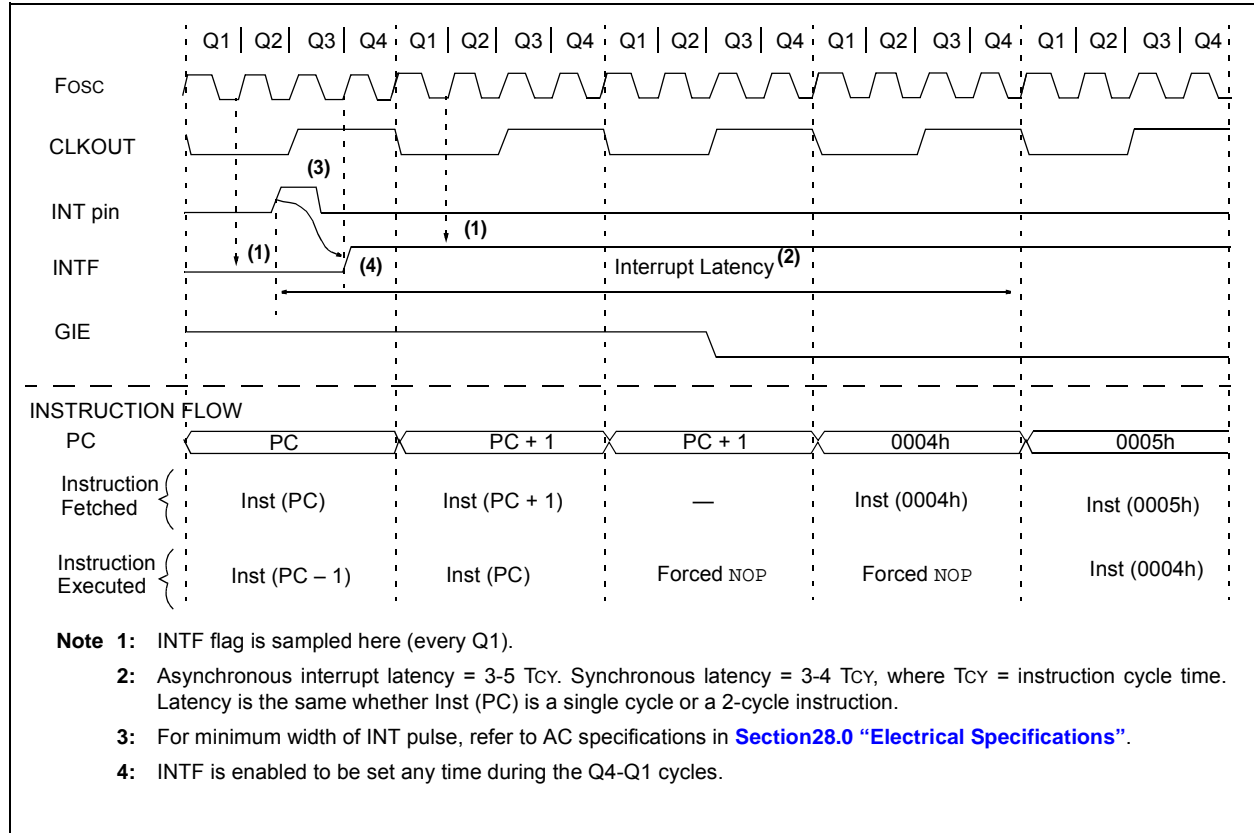 Q1 Q2 Q3 Q4 Q1 Q2 Q3 Q4 Q1 Q2 Q3 Q4 Q1 Q2 Q3 Q4 Q1 Q2 Q3 Q4
Fosc
CLKOUT
(3)
INT pin
(1)
(1)
INTF
(4)
Interrupt Latency(2)
GIE
INSTRUCTION FLOW
PC PC PC + 1 PC + 1 0004h 0005h
Instruction
Fetched
Inst (PC) Inst (PC + 1) — Inst (0004h) Inst (0005h)
Instruction
Executed
Inst (PC – 1) Inst (PC) Forced NOP Forced NOP Inst (0004h)
Note 1: INTF flag is sampled here (every Q1).
2: Asynchronous interrupt latency = 3-5 TCY. Synchronous latency = 3-4 TCY, where TCY = instruction cycle time.
Latency is the same whether Inst (PC) is a single cycle or a 2-cycle instruction.
3: For minimum width of INT pulse, refer to AC specifications in Section28.0 “Electrical Specifications”.
4: INTF is enabled to be set any time during the Q4-Q1 cycles.